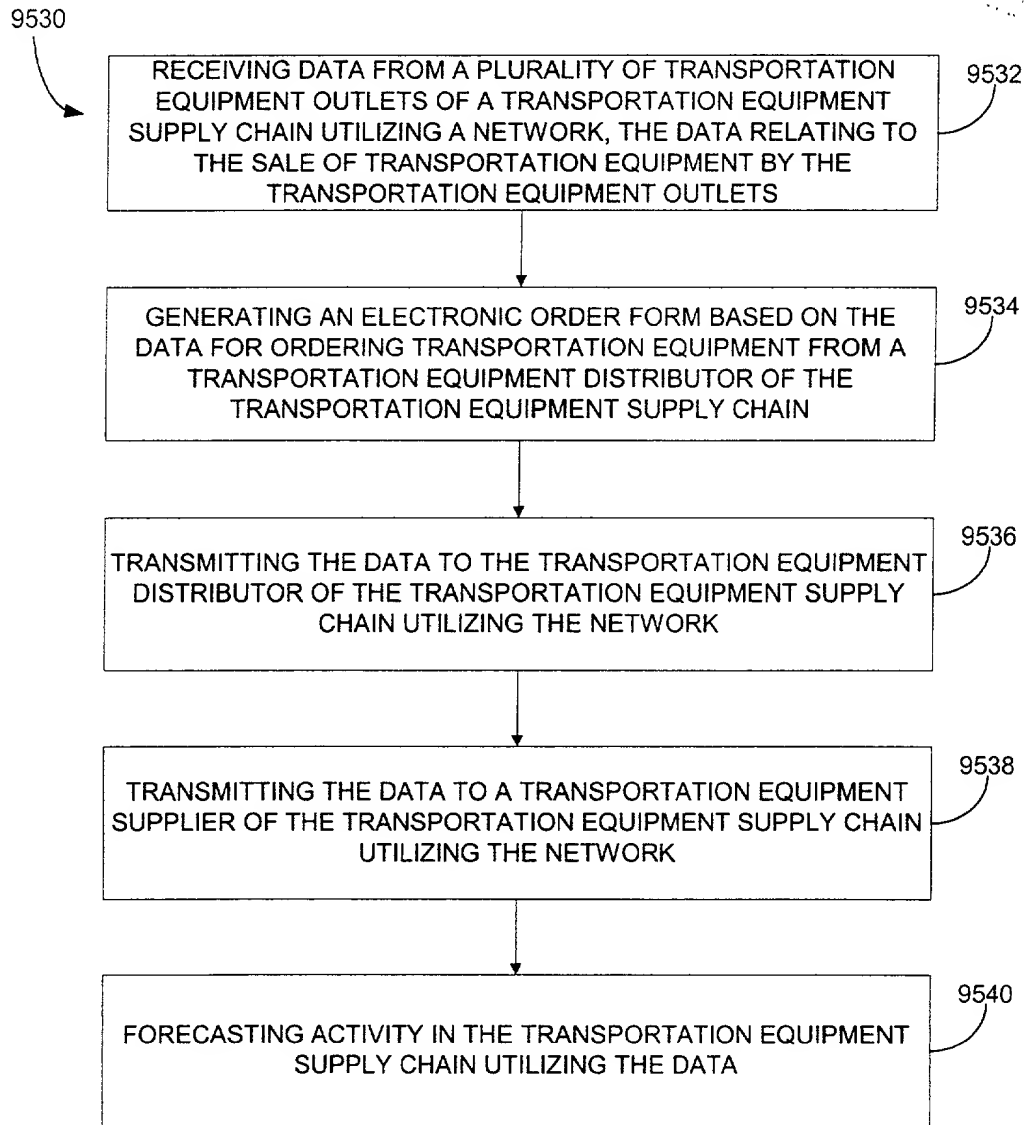 9530
RECEIVING DATA FROM A PLURALITY OF TRANSPORTATION
EQUIPMENT OUTLETS OF A TRANSPORTATION EQUIPMENT
SUPPLY CHAIN UTILIZING A NETWORK, THE DATA RELATING TO
THE SALE OF TRANSPORTATION EQUIPMENT BY THE
TRANSPORTATION EQUIPMENT OUTLETS
9532
GENERATING AN ELECTRONIC ORDER FORM BASED ON THE
DATA FOR ORDERING TRANSPORTATION EQUIPMENT FROM A
TRANSPORTATION EQUIPMENT DISTRIBUTOR OF THE
TRANSPORTATION EQUIPMENT SUPPLY CHAIN
9534
TRANSMITTING THE DATA TO THE TRANSPORTATION EQUIPMENT
DISTRIBUTOR OF THE TRANSPORTATION EQUIPMENT SUPPLY
CHAIN UTILIZING THE NETWORK
9536
TRANSMITTING THE DATA TO A TRANSPORTATION EQUIPMENT
SUPPLIER OF THE TRANSPORTATION EQUIPMENT SUPPLY CHAIN
UTILIZING THE NETWORK
9538
FORECASTING ACTIVITY IN THE TRANSPORTATION EQUIPMENT
SUPPLY CHAIN UTILIZING THE DATA
9540